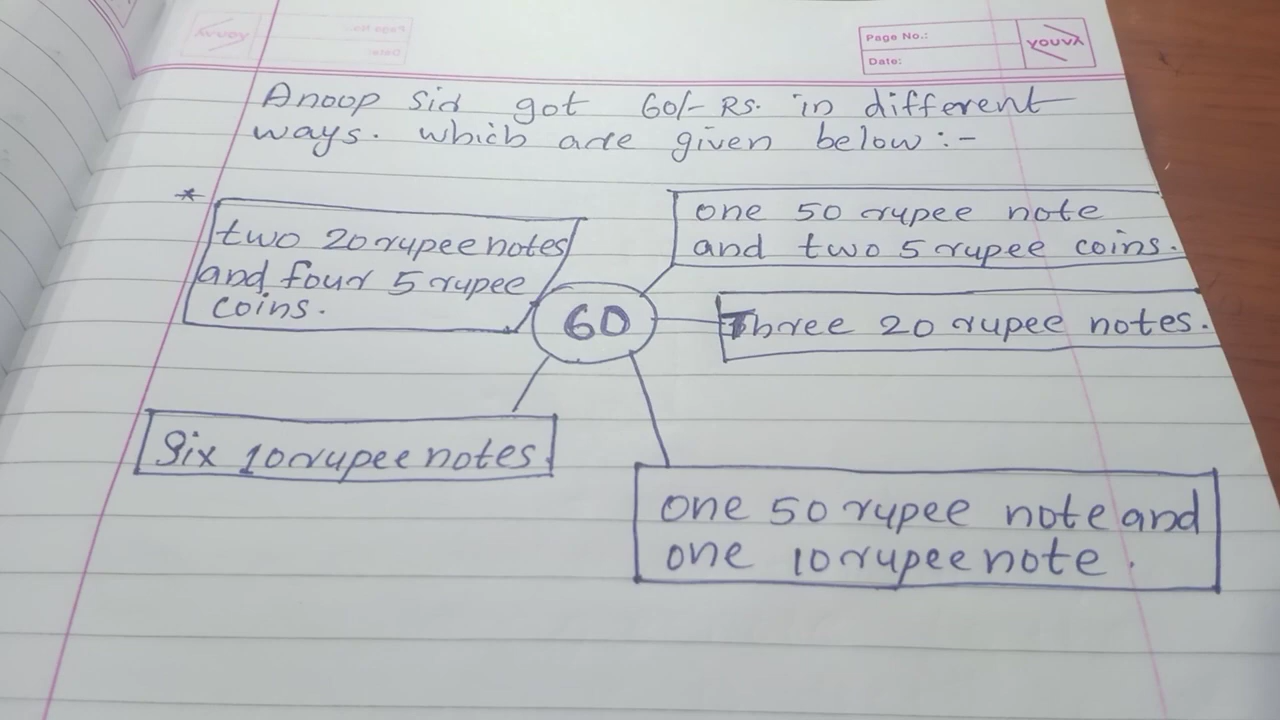 Page No.:
Date:
YOUVA
Anoop Sir got 60/- Rs. in different
ways. which are given below :-
*
two 20 rupee notes
and four 5 rupee
coins.
one 50 rupee note
and two 5 rupee coins.
60
Three 20 rupee notes.
Six 10 rupee notes
one 50 rupee note and
one 10 rupee note.